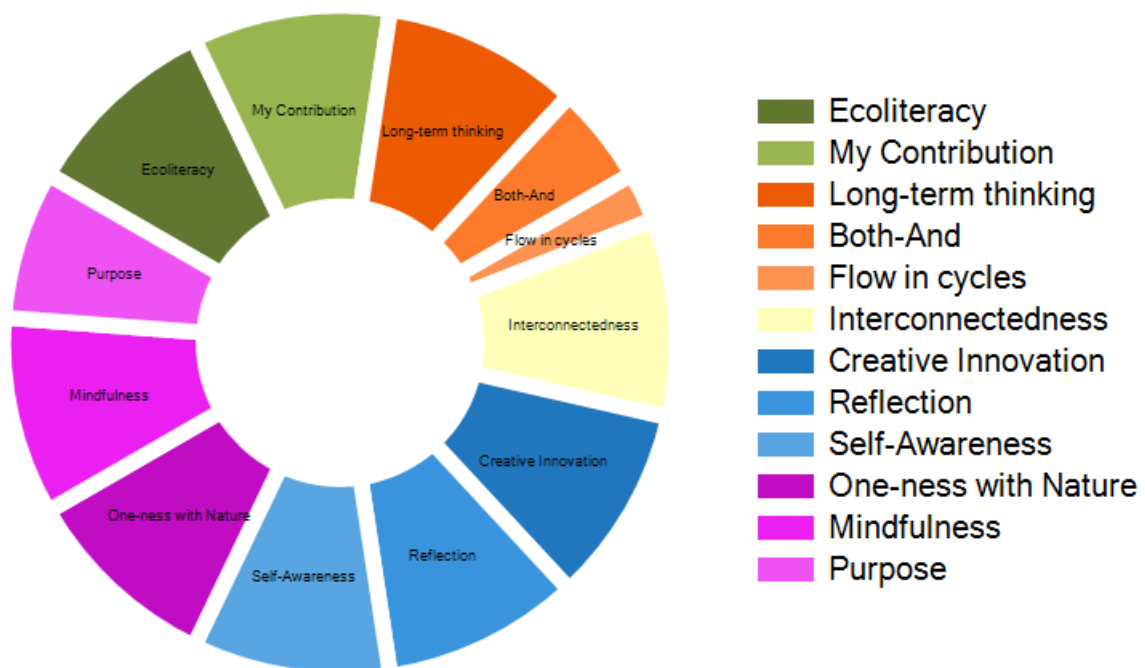 My Contribution
Long-term thinking
Ecoliteracy
Both-And
Flow in cycles
Purpose
Interconnectedness
Mindfulness
Creative Innovation
One-ness with Nature
Reflection
Self-Awareness
Ecoliteracy
My Contribution
Long-term thinking
Both-And
Flow in cycles
Interconnectedness
Creative Innovation
Reflection
Self-Awareness
One-ness with Nature
Mindfulness
Purpose